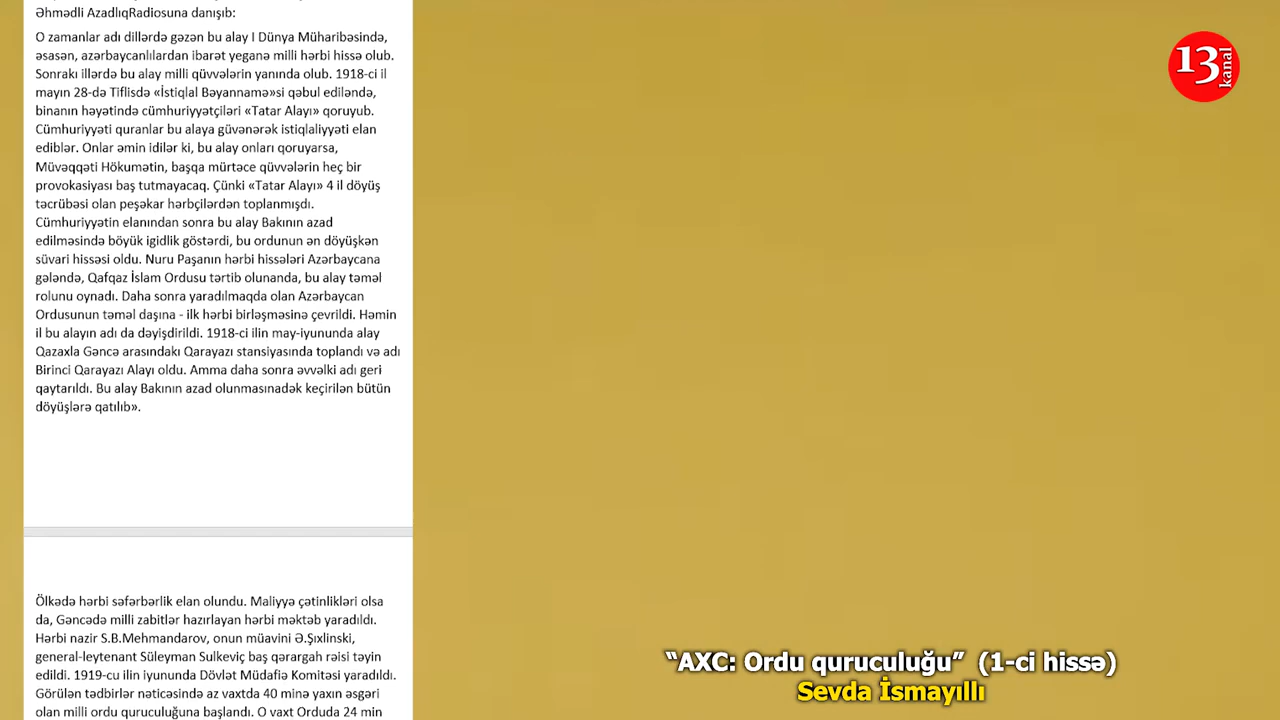 Əhmədli AzadlıqRadiosuna danışıb:
O zamanlar adı dillərdə gəzən bu alay I Dünya Müharibəsində,
əsasən, azərbaycanlılardan ibarət yeganə milli hərbi hissə olub.
Sonrakı illərdə bu alay milli qüvvələrin yanında olub. 1918-ci il
mayın 28-də Tiflisdə «İstiqlal Bəyannamə»si qəbul ediləndə,
binanın həyətində cümhuriyyətçiləri «Tatar Alayı» qoruyub.
Cümhuriyyəti quranlar bu alaya güvənərək istiqlaliyyəti elan
ediblər. Onlar əmin idilər ki, bu alay onları qoruyarsa,
Müvəqqəti Hökumətin, başqa mürtəce qüvvələrin heç bir
provokasiyası baş tutmayacaq. Çünki «Tatar Alayı» 4 il döyüş
təcrübəsi olan peşəkar hərbçilərdən toplanmışdı.
Cümhuriyyətin elanından sonra bu alay Bakının azad
edilməsində böyük igidlik göstərdi, bu ordunun ən döyüşkən
süvari hissəsi oldu. Nuru Paşanın hərbi hissələri Azərbaycana
gələndə, Qafqaz İslam Ordusu tərtib olunanda, bu alay təməl
rolunu oynadı. Daha sonra yaradılmaqda olan Azərbaycan
Ordusunun təməl daşına - ilk hərbi birləşməsinə çevrildi. Həmin
il bu alayın adı da dəyişdirildi. 1918-ci ilin may-iyununda alay
Qazaxla Gəncə arasındakı Qarayazı stansiyasında toplandı və adı
Birinci Qarayazı Alayı oldu. Amma daha sonra əvvəlki adı geri
qaytarıldı. Bu alay Bakının azad olunmasınadək keçirilən bütün
döyüşlərə qatılıb».
Ölkədə hərbi səfərbərlik elan olundu. Maliyyə çətinlikləri olsa
da, Gəncədə milli zabitlər hazırlayan hərbi məktəb yaradıldı.
Hərbi nazir S.B.Mehmandarov, onun müavini Ə.Şıxlinski,
general-leytenant Süleyman Sulkeviç baş qərargah rəisi təyin
edildi. 1919-cu ilin iyununda Dövlət Müdafiə Komitəsi yaradıldı.
Görülən tədbirlər nəticəsində az vaxtda 40 minə yaxın əsgəri
olan milli ordu quruculuğuna başlandı. O vaxt Orduda 24 min
13 kanal
“AXC: Ordu quruculuğu” (1-ci hissə)
Sevda İsmayıllı